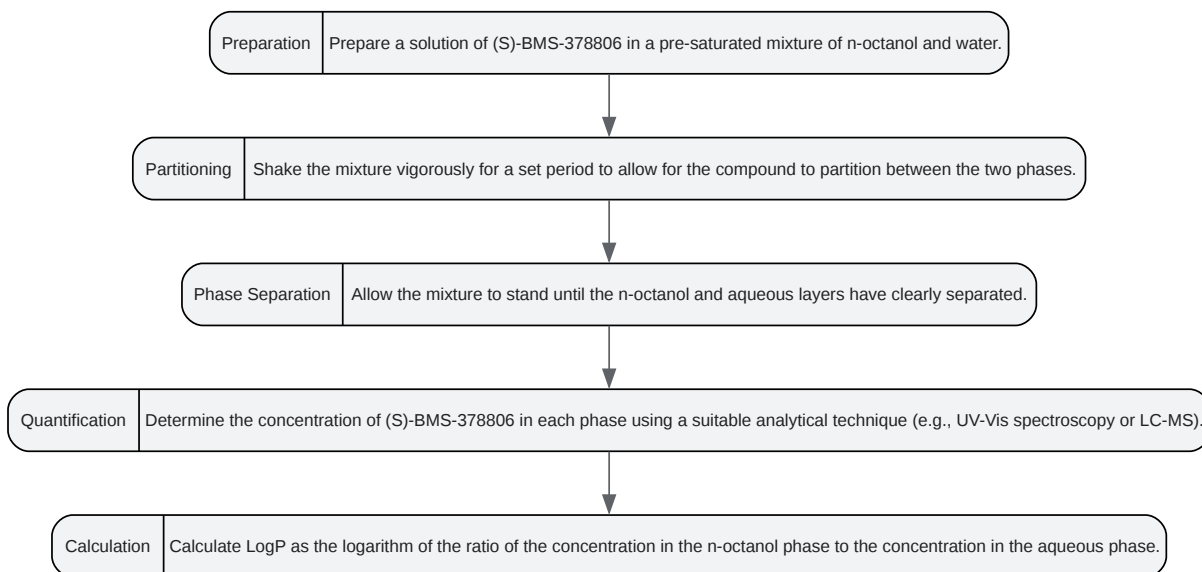 Preparation Prepare a solution of (S)-BMS-378806 in a pre-saturated mixture of n-octanol and water.
Partitioning Shake the mixture vigorously for a set period to allow for the compound to partition between the two phases.
Phase Separation Allow the mixture to stand until the n-octanol and aqueous layers have clearly separated.
Quantification Determine the concentration of (S)-BMS-378806 in each phase using a suitable analytical technique (e.g., UV-Vis spectroscopy or LC-MS).
Calculation Calculate LogP as the logarithm of the ratio of the concentration in the n-octanol phase to the concentration in the aqueous phase.